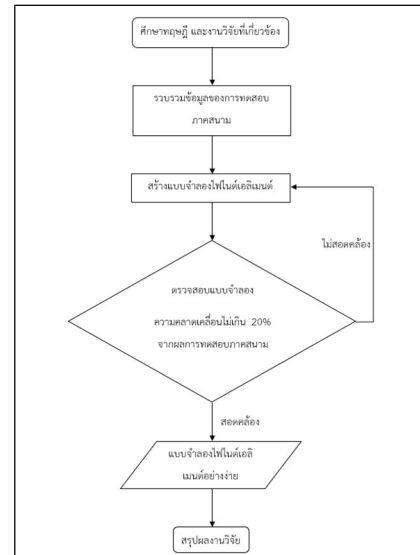 ศึกษาทฤษฎี และงานวิจัยที่เกี่ยวข้อง
รวบรวมข้อมูลของการทดสอบ
ภาคสนาม
สร้างแบบจำลองไฟไนต์เอลิเมนต์
ไม่สอดคล้อง
ตรวจสอบแบบจำลอง
ความคลาดเคลื่อนไม่เกิน 20%
จากผลการทดสอบภาคสนาม
สอดคล้อง
แบบจำลองไฟไนต์เอลิ
เมนต์อย่างง่าย
สรุปผลงานวิจัย